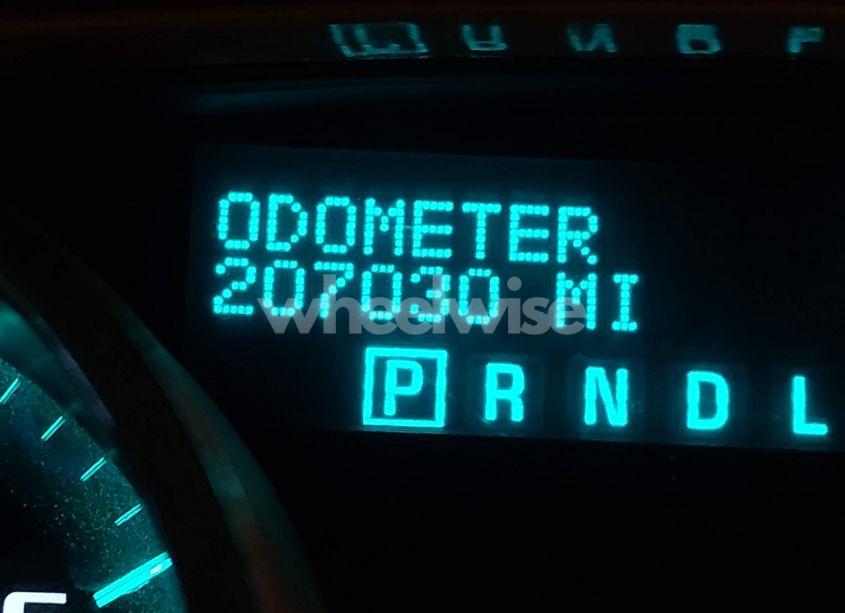 ODOMETER
207030 MI
wheelwise
P R N D L